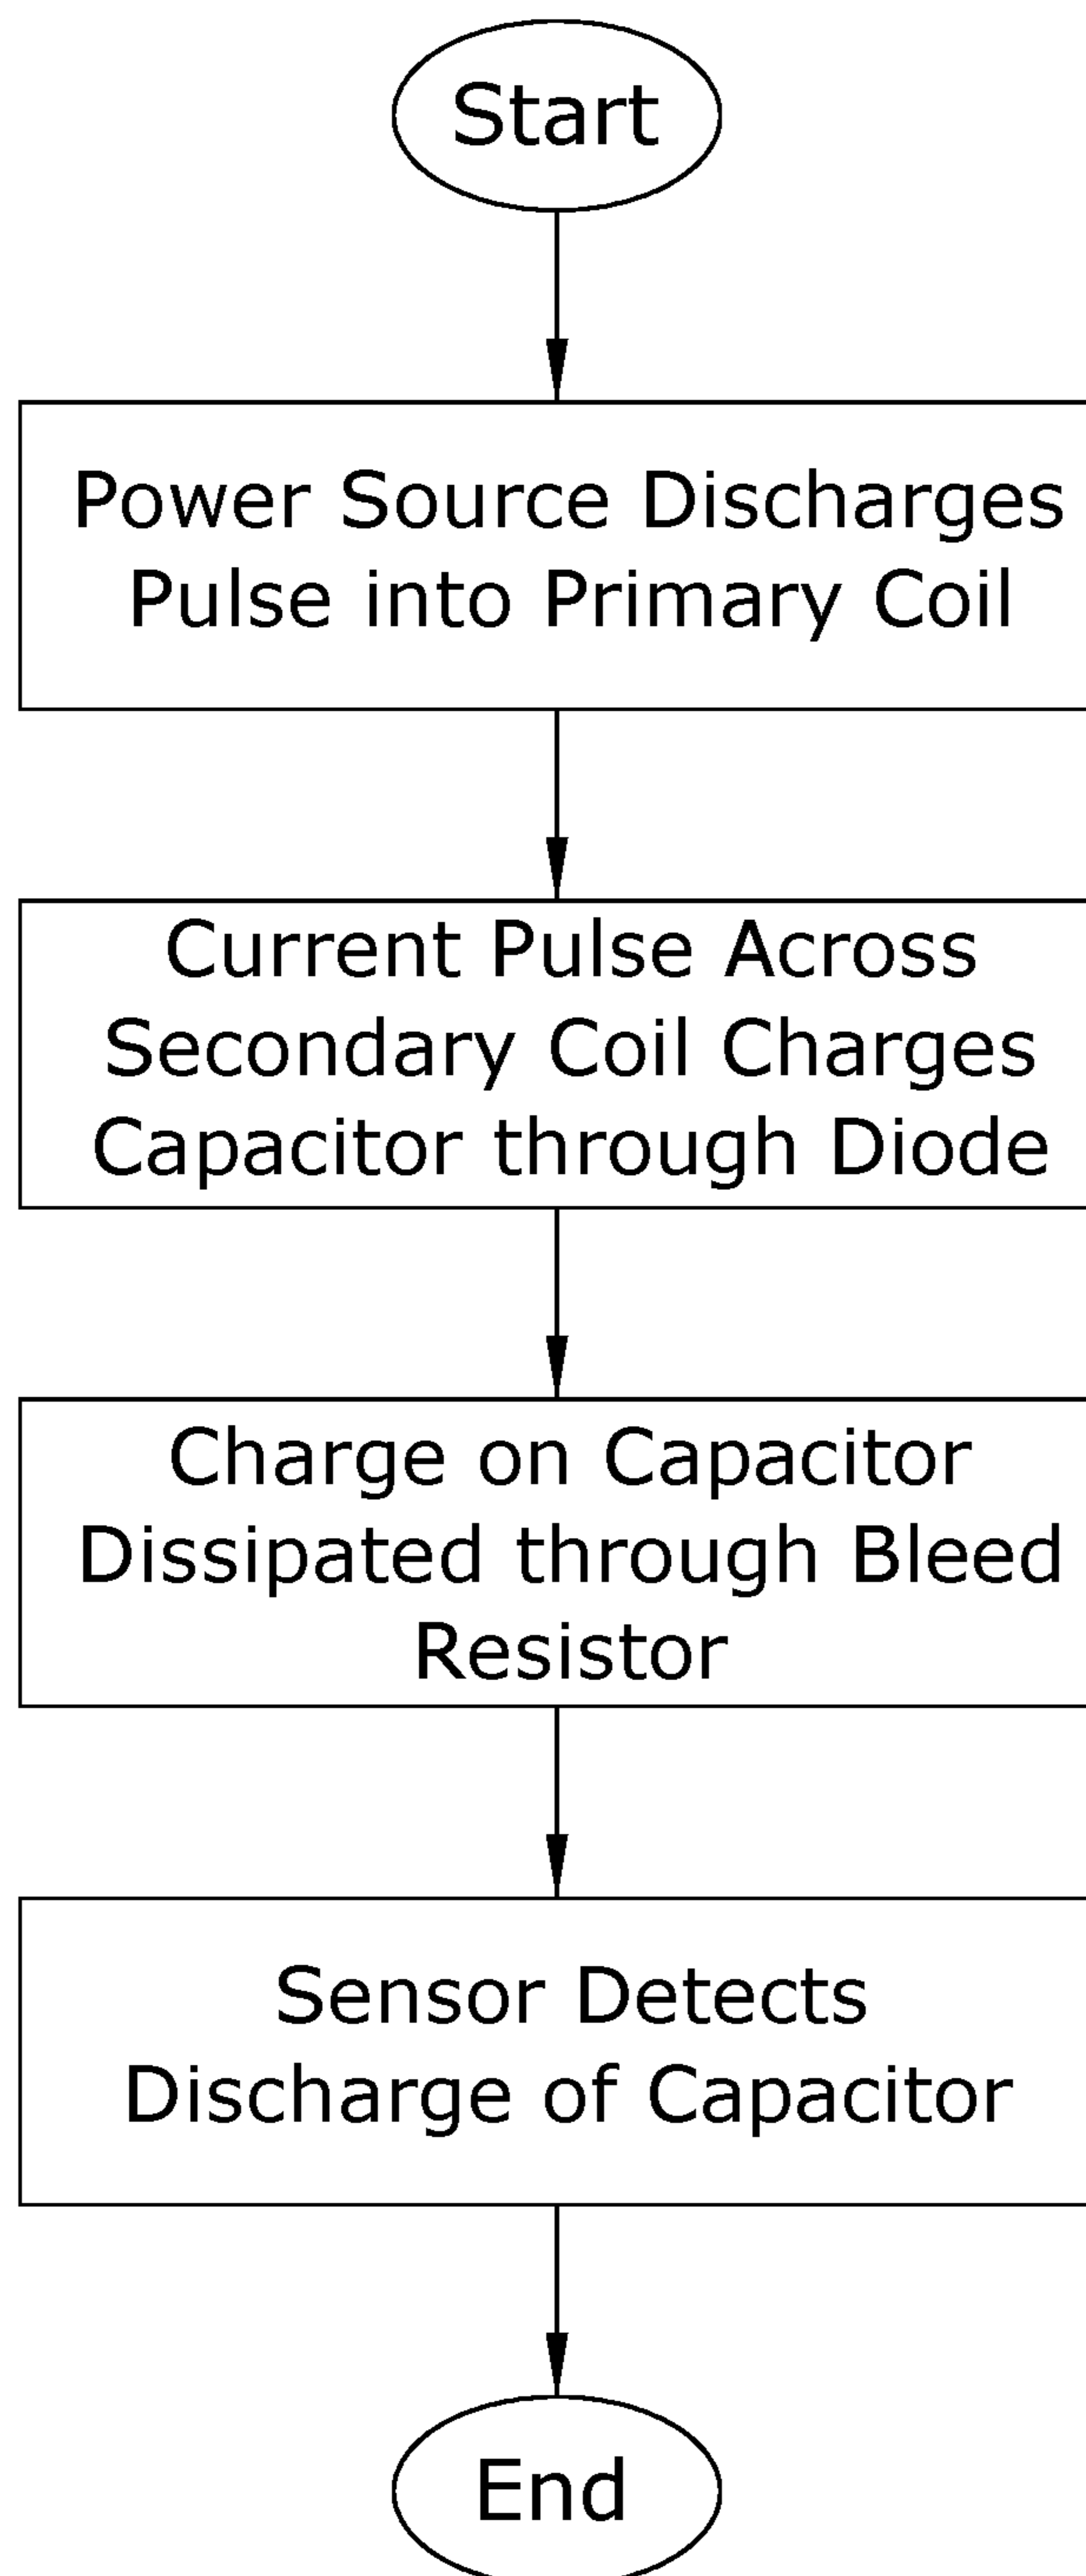 Start
Power Source Discharges
Pulse into Primary Coil
Current Pulse Across
Secondary Coil Charges
Capacitor through Diode
Charge on Capacitor
Dissipated through Bleed
Resistor
Sensor Detects
Discharge of Capacitor
End